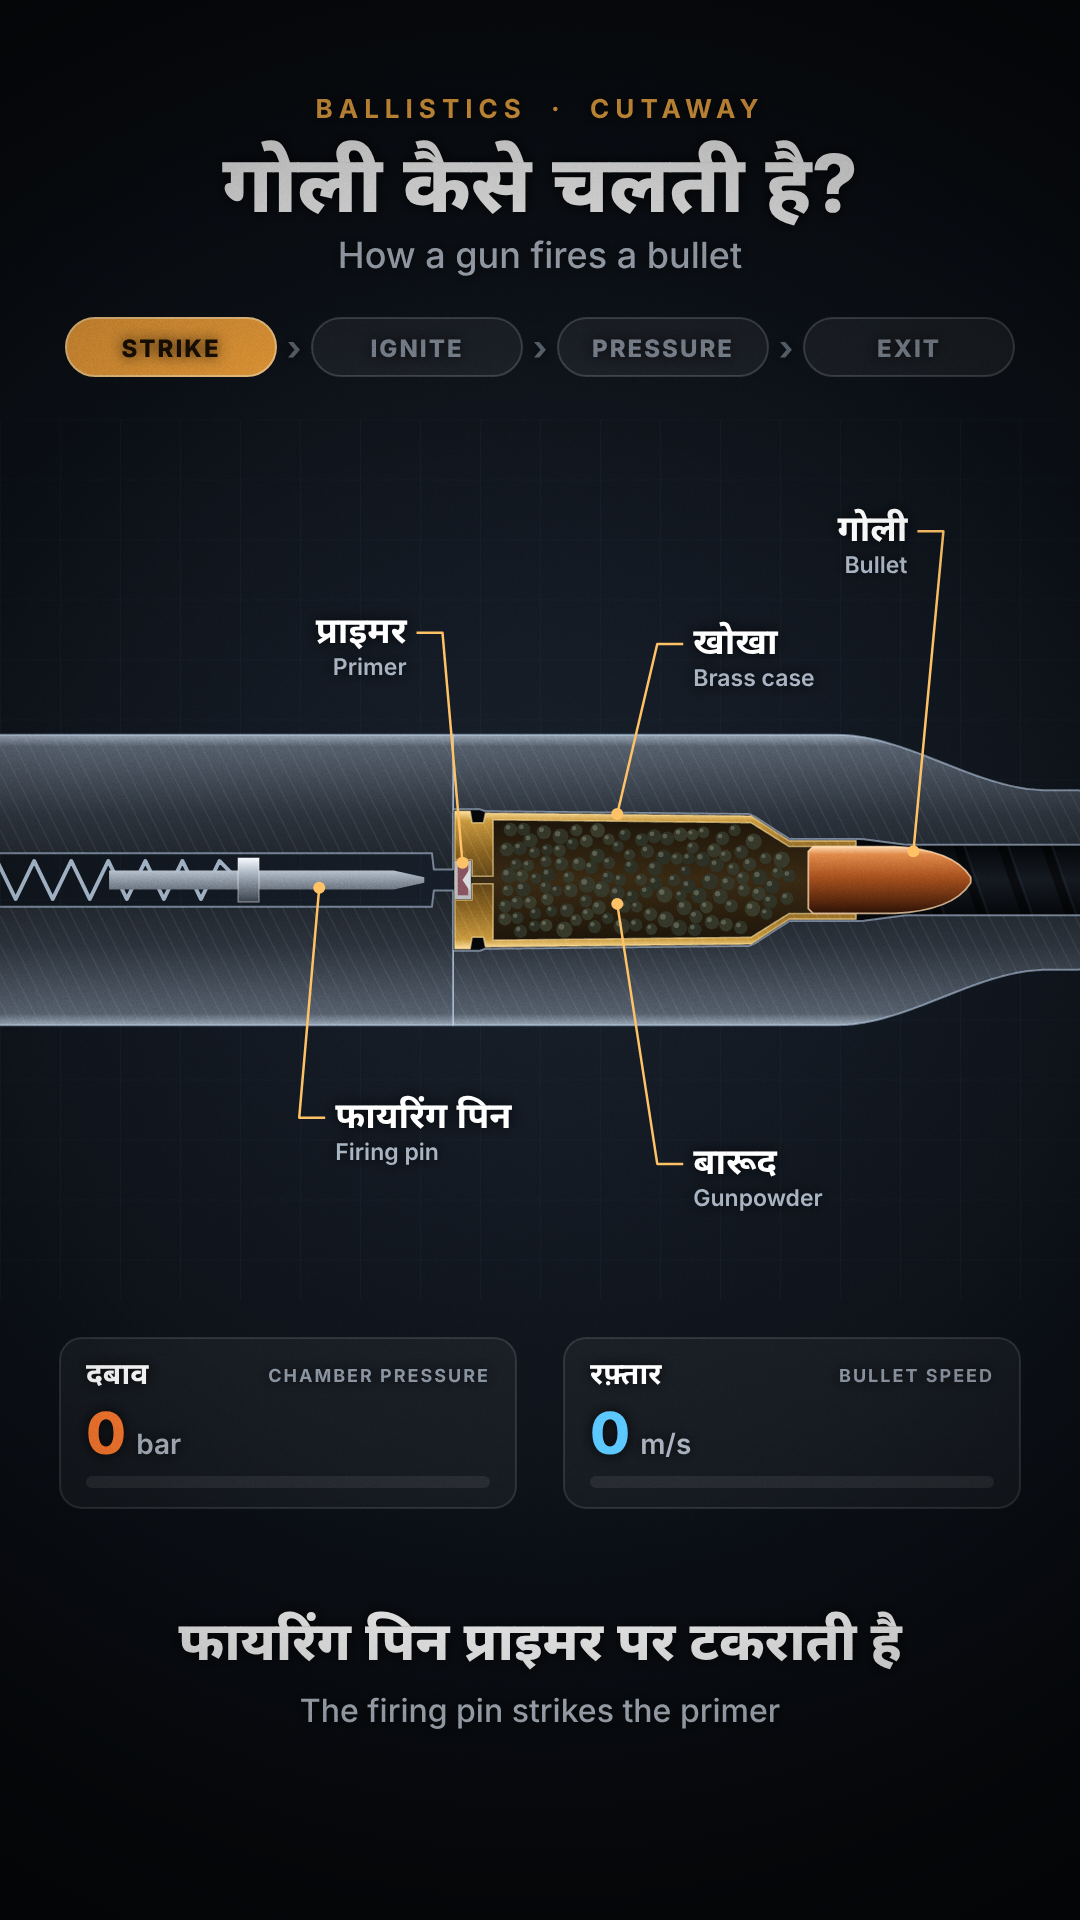 BALLISTICS · CUTAWAY
गोली कैसे चलती है?
How a gun fires a bullet
STRIKE › IGNITE › PRESSURE › EXIT
गोली
Bullet
प्राइमर
Primer
खोखा
Brass case
फायरिंग पिन
Firing pin
बारूद
Gunpowder
दबाव CHAMBER PRESSURE
0 bar
रफ़्तार BULLET SPEED
0 m/s
फायरिंग पिन प्राइमर पर टकराती है
The firing pin strikes the primer